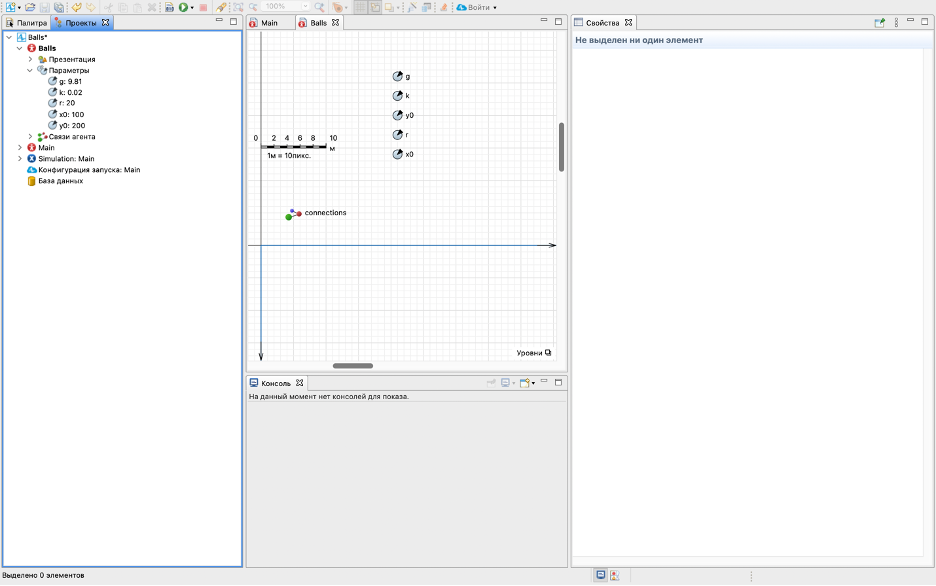 100%
Войти
Палитра
Проекты
Balls*
Balls
Презентация
Параметры
g: 9.81
k: 0.02
r: 20
x0: 100
y0: 200
Связи агента
Main
Simulation: Main
Конфигурация запуска: Main
База данных
Main
Balls
g
k
y0
r
x0
0 2 4 6 8 10
м
1м = 10пикс.
connections
Уровни
Консоль
На данный момент нет консолей для показа.
Свойства
Не выделен ни один элемент
Выделено 0 элементов